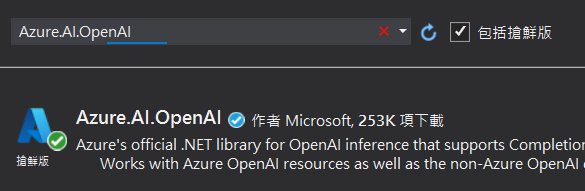 Azure.AI.OpenAI
包括搶鮮版
Azure.AI.OpenAI 作者 Microsoft, 253K 項下載
搶鮮版
Azure's official .NET library for OpenAI inference that supports Completion
Works with Azure OpenAI resources as well as the non-Azure OpenAI